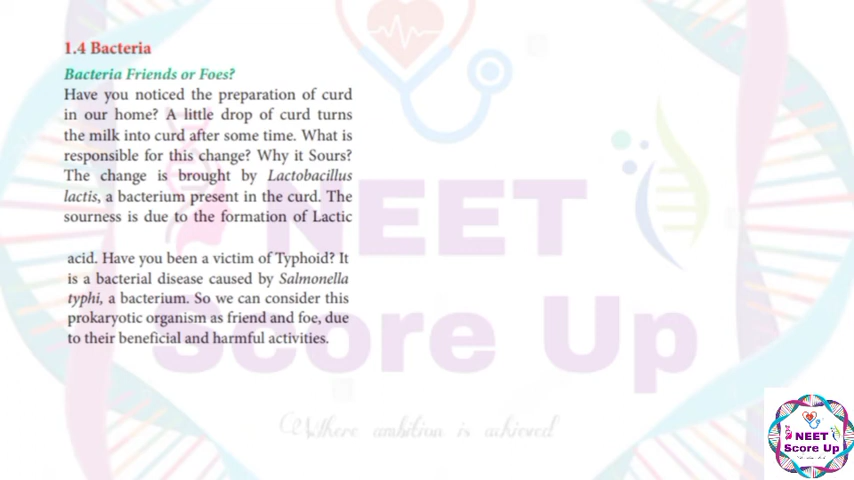 1.4 Bacteria
Bacteria Friends or Foes?
Have you noticed the preparation of curd
in our home? A little drop of curd turns
the milk into curd after some time. What is
responsible for this change? Why it Sours?
The change is brought by Lactobacillus
lactis, a bacterium present in the curd. The
sourness is due to the formation of Lactic
acid. Have you been a victim of Typhoid? It
is a bacterial disease caused by Salmonella
typhi, a bacterium. So we can consider this
prokaryotic organism as friend and foe, due
to their beneficial and harmful activities.
NEET
Score Up
Where ambition is achieved
NEET
Score Up